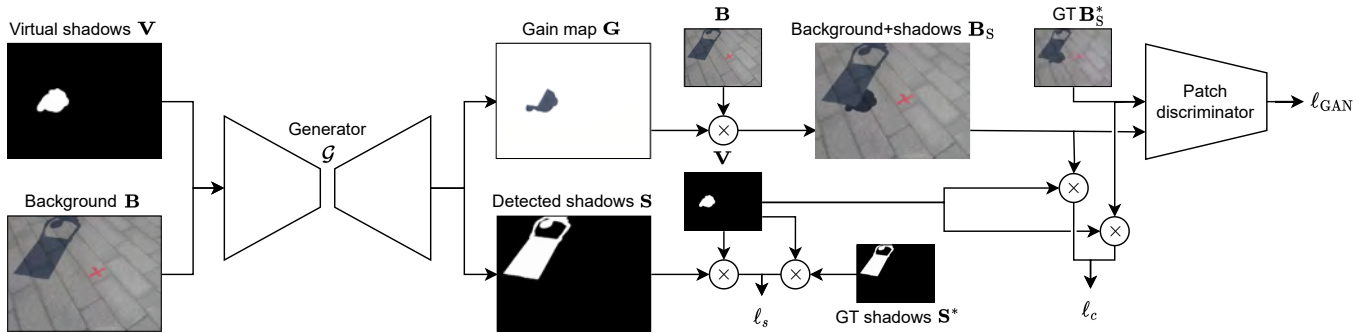 Virtual shadows V
Background B
Generator
G
Gain map G
Detected shadows S
B
×
V
×
×
Background+shadows B_S
GT shadows S*
ℓ_s
GT B_S*
×
×
ℓ_c
Patch
discriminator
ℓ_GAN